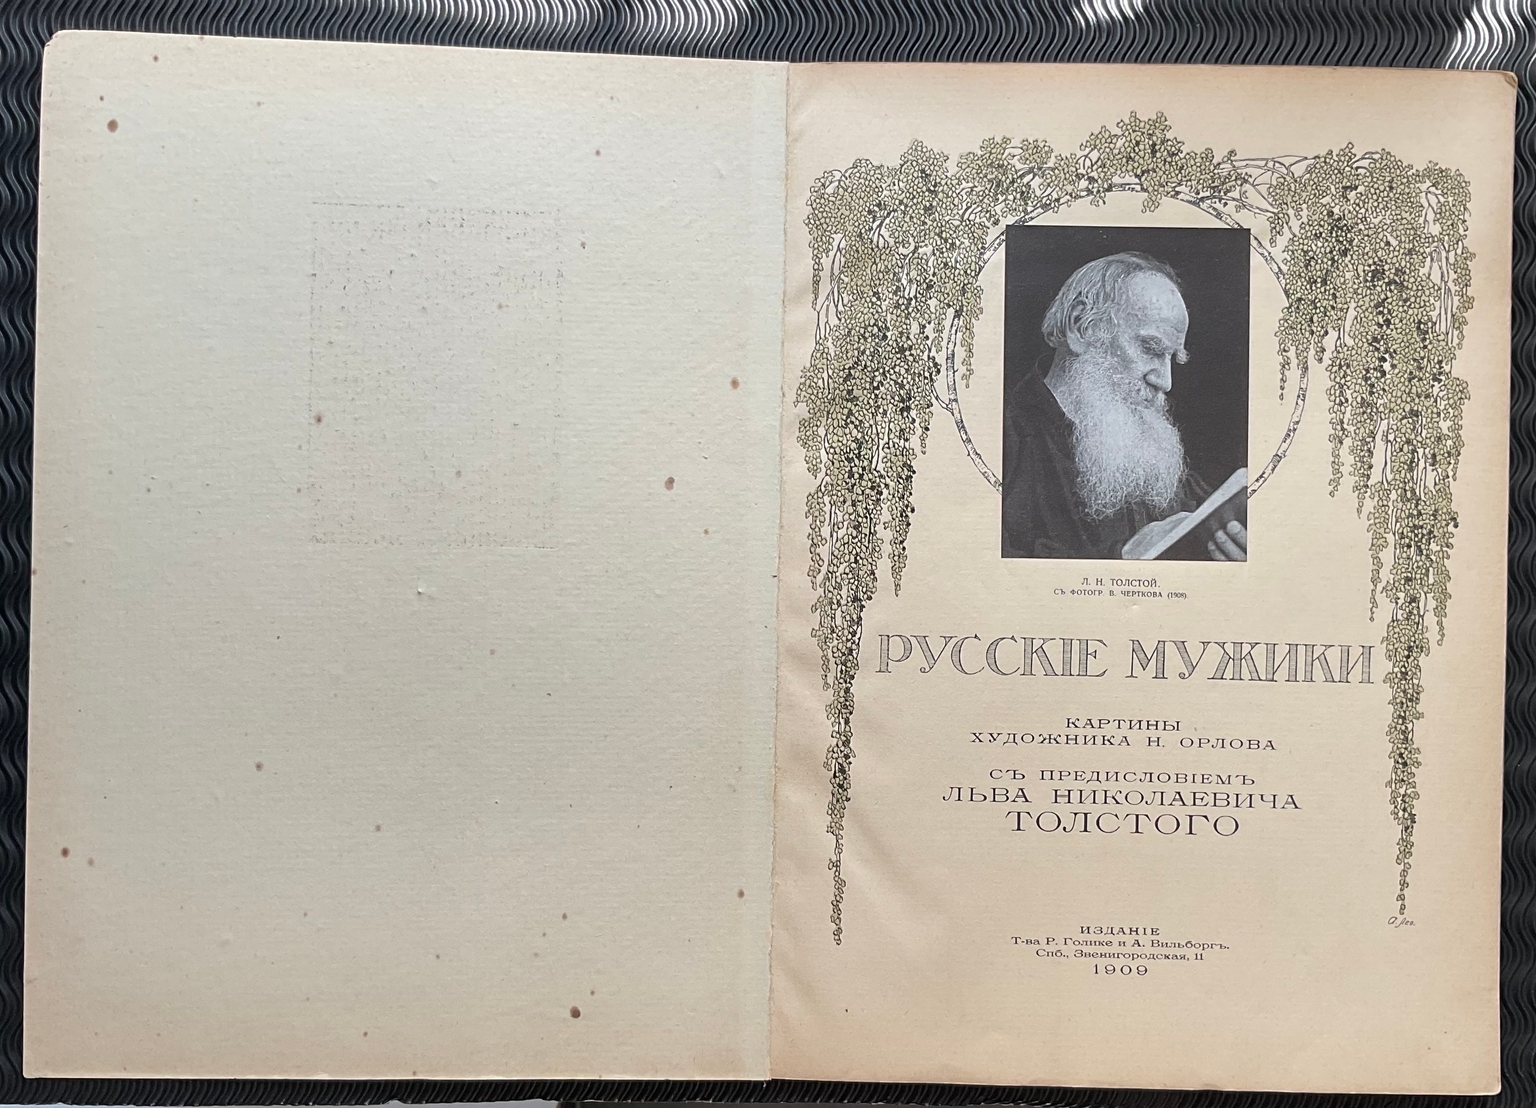 Л. Н. ТОЛСТОЙ.
СЪ ФОТОГР. В. ЧЕРТКОВА (1908).
РУССКІЕ МУЖИКИ
КАРТИНЫ
ХУДОЖНИКА Н. ОРЛОВА
СЪ ПРЕДИСЛОВІЕМЪ
ЛЬВА НИКОЛАЕВИЧА
ТОЛСТОГО
ИЗДАНІЕ
Т-ва Р. Голике и А. Вильборгъ.
Спб., Звенигородская, 11
1909